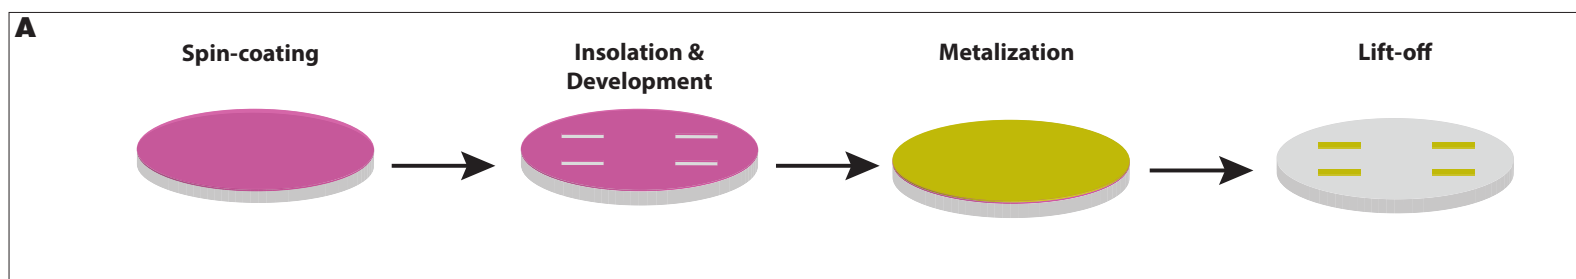 A
Spin-coating
Insolation &
Development
Metalization
Lift-off